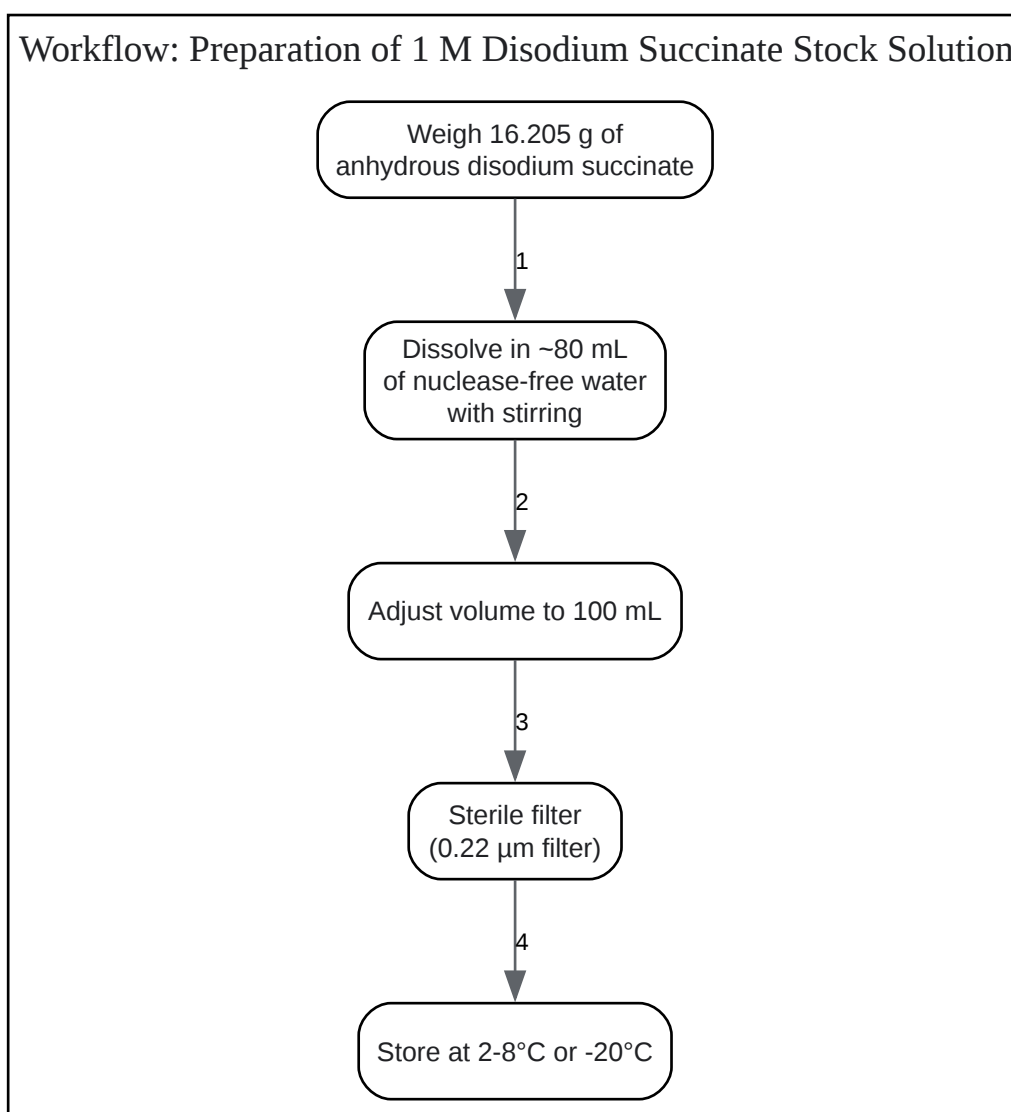 Workflow: Preparation of 1 M Disodium Succinate Stock Solution
Weigh 16.205 g of
anhydrous disodium succinate
1
Dissolve in ~80 mL
of nuclease-free water
with stirring
2
Adjust volume to 100 mL
3
Sterile filter
(0.22 µm filter)
4
Store at 2-8°C or -20°C